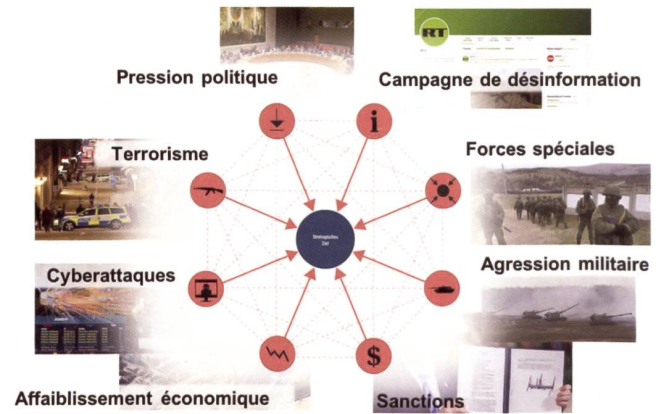 RT
Pression politique
Campagne de désinformation
Terrorisme
Forces spéciales
Strategisches
Ziel
Cyberattaques
Agression militaire
Affaiblissement économique
Sanctions